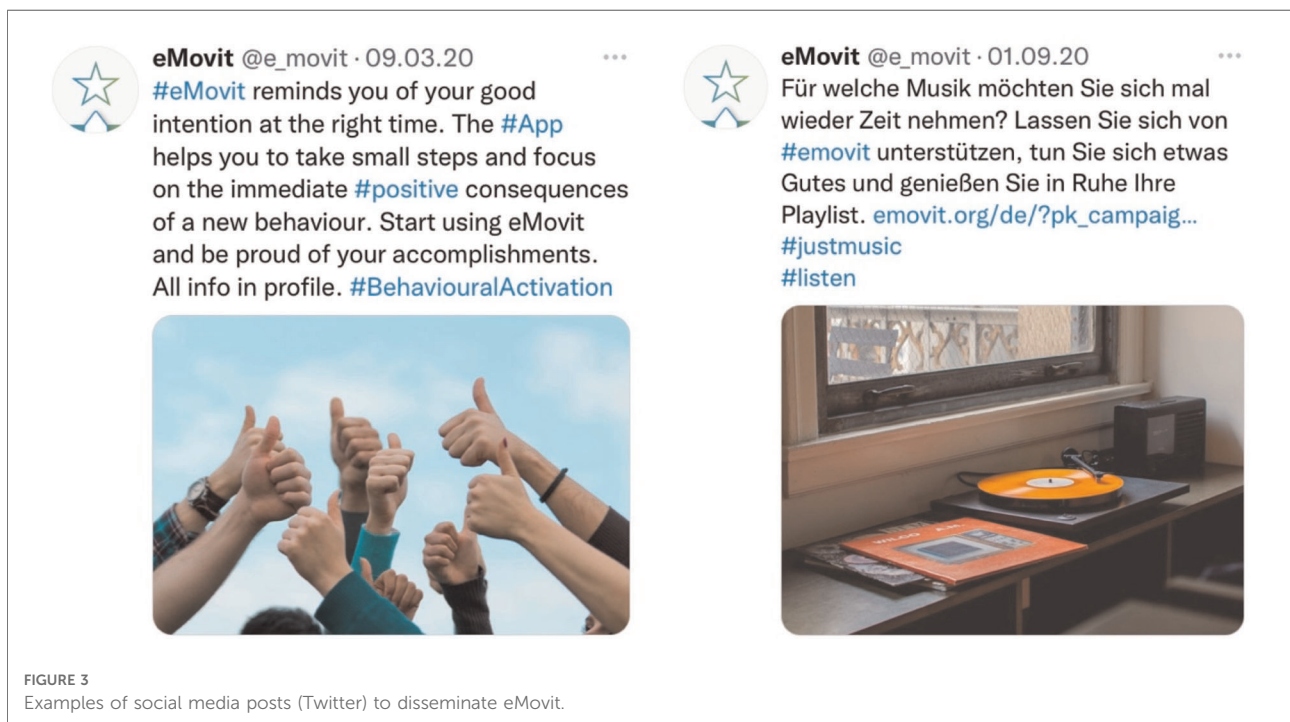 eMovit @e_movit · 09.03.20
#eMovit reminds you of your good
intention at the right time. The #App
helps you to take small steps and focus
on the immediate #positive consequences
of a new behaviour. Start using eMovit
and be proud of your accomplishments.
All info in profile. #BehaviouralActivation
eMovit @e_movit · 01.09.20
Für welche Musik möchten Sie sich mal
wieder Zeit nehmen? Lassen Sie sich von
#emovit unterstützen, tun Sie sich etwas
Gutes und genießen Sie in Ruhe Ihre
Playlist. emovit.org/de/?pk_campaig...
#justmusic
#listen
WILCO A.M.
FIGURE 3
Examples of social media posts (Twitter) to disseminate eMovit.